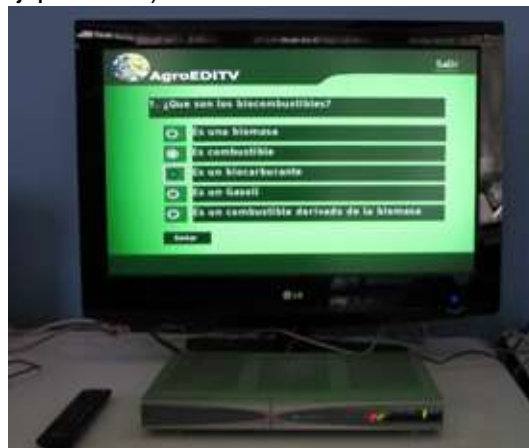 AgroEDITV
Salir
1. ¿Que son los biocombustibles?
Es una biomasa
Es combustible
Es un biocarburante
Es un Gasoil
Es un combustible derivado de la biomasa
LG